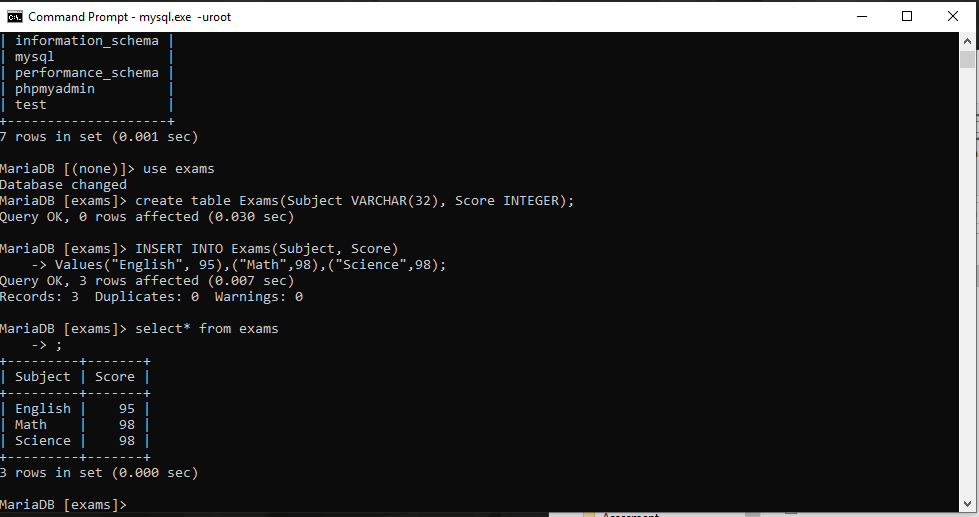 Command Prompt - mysql.exe -uroot
| information_schema |
| mysql              |
| performance_schema |
| phpmyadmin         |
| test               |
+--------------------+
7 rows in set (0.001 sec)

MariaDB [(none)]> use exams
Database changed
MariaDB [exams]> create table Exams(Subject VARCHAR(32), Score INTEGER);
Query OK, 0 rows affected (0.030 sec)

MariaDB [exams]> INSERT INTO Exams(Subject, Score)
    -> Values("English", 95),("Math",98),("Science",98);
Query OK, 3 rows affected (0.007 sec)
Records: 3  Duplicates: 0  Warnings: 0

MariaDB [exams]> select* from exams
    -> ;
+---------+-------+
| Subject | Score |
+---------+-------+
| English |    95 |
| Math    |    98 |
| Science |    98 |
+---------+-------+
3 rows in set (0.000 sec)

MariaDB [exams]>